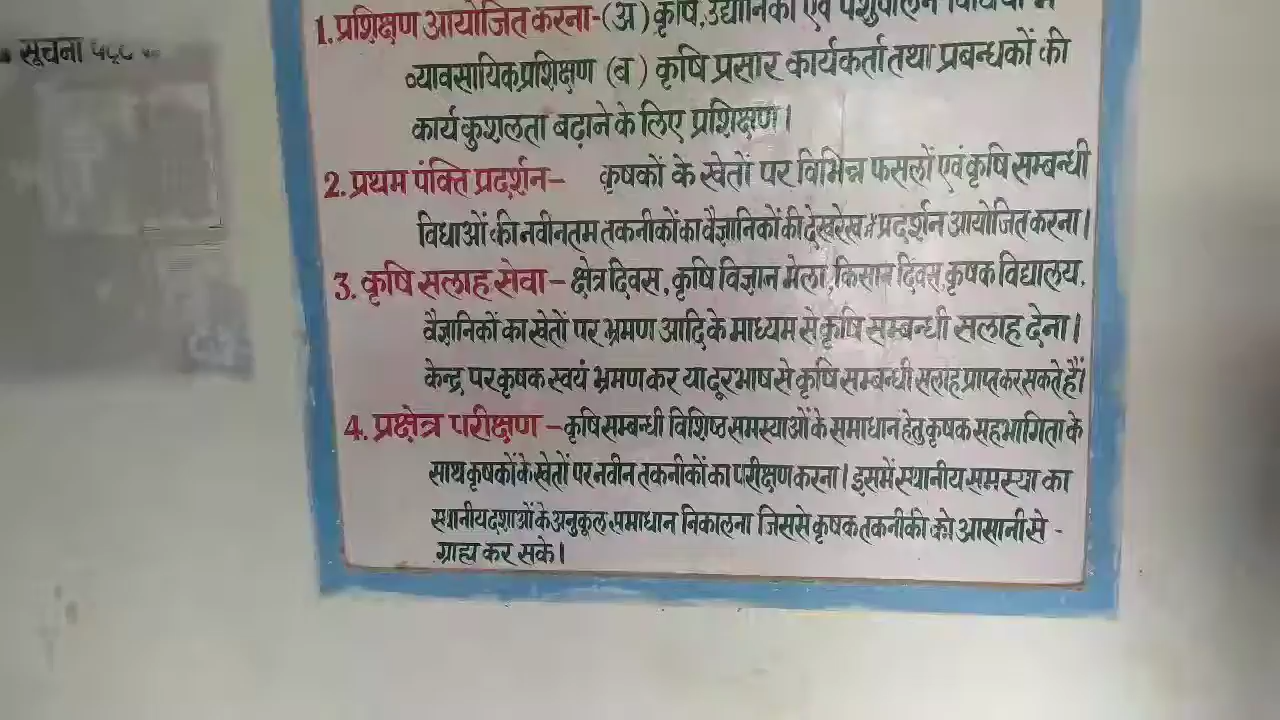 सूचना
1. प्रशिक्षण आयोजित करना-(अ) कृषि, उद्यानिकी एवं पशुपालन विषयों में
व्यावसायिक प्रशिक्षण (ब) कृषि प्रसार कार्यकर्ता तथा प्रबन्धकों की
कार्य कुशलता बढ़ाने के लिए प्रशिक्षण।
2. प्रथम पंक्ति प्रदर्शन- कृषकों के खेतों पर विभिन्न फसलों एवं कृषि सम्बन्धी
विधाओं की नवीनतम तकनीकों का वैज्ञानिकों की देखरेख में प्रदर्शन आयोजित करना।
3. कृषि सलाह सेवा- क्षेत्र दिवस, कृषि विज्ञान मेला, किसान दिवस, कृषक विद्यालय,
वैज्ञानिकों का खेतों पर भ्रमण आदि के माध्यम से कृषि सम्बन्धी सलाह देना।
केन्द्र पर कृषक स्वयं भ्रमण कर या दूरभाष से कृषि सम्बन्धी सलाह प्राप्त कर सकते हैं।
4. प्रक्षेत्र परीक्षण - कृषि सम्बन्धी विशिष्ठ समस्याओं के समाधान हेतु कृषक सहभागिता के
साथ कृषकों के खेतों पर नवीन तकनीकों का परीक्षण करना। इसमें स्थानीय समस्या का
स्थानीय दशाओं के अनुकूल समाधान निकालना जिससे कृषक तकनीकी को आसानी से -
ग्राह्य कर सके।